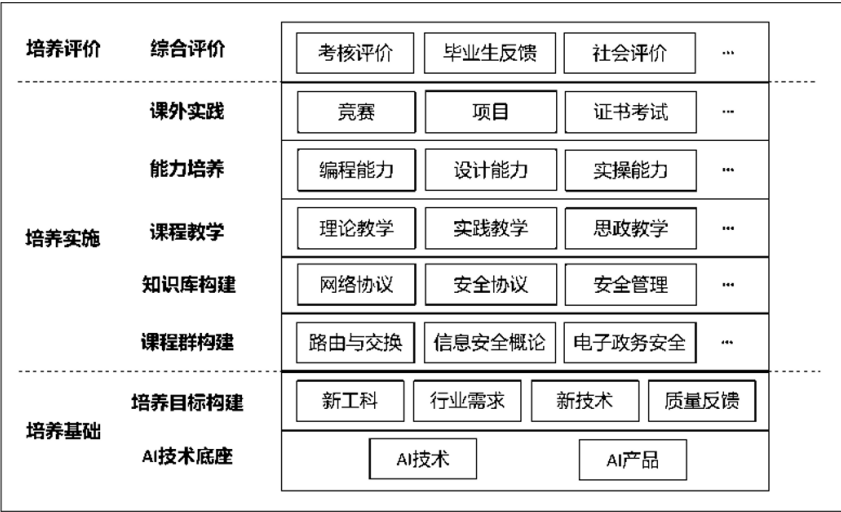 培养评价 综合评价 考核评价 毕业生反馈 社会评价 ...
课外实践 竞赛 项目 证书考试 ...
能力培养 编程能力 设计能力 实操能力 ...
培养实施 课程教学 理论教学 实践教学 思政教学 ...
知识库构建 网络协议 安全协议 安全管理 ...
课程群构建 路由与交换 信息安全概论 电子政务安全 ...
培养目标构建 新工科 行业需求 新技术 质量反馈
培养基础
AI技术底座 AI技术 AI产品